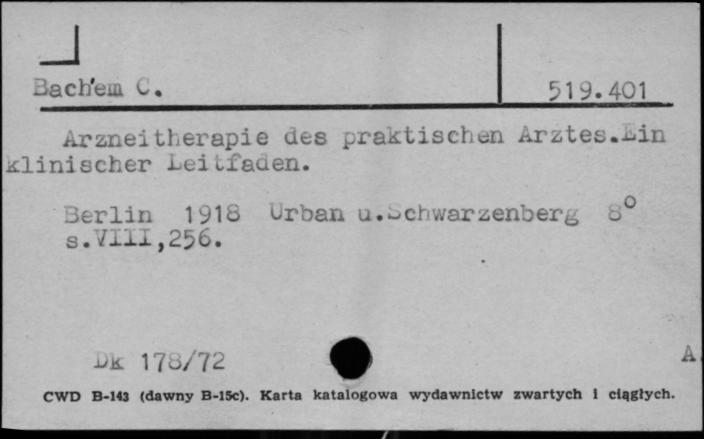 Bachem C.
519.401
Arzneitherapie des praktischen Arztes.Ein
klinischer Leitfaden.
Berlin 1918 Urban u.Schwarzenberg 8°
s.VIII,256.
Dk 178/72
A.
CWD B-143 (dawny B-15c). Karta katalogowa wydawnictw zwartych i ciągłych.